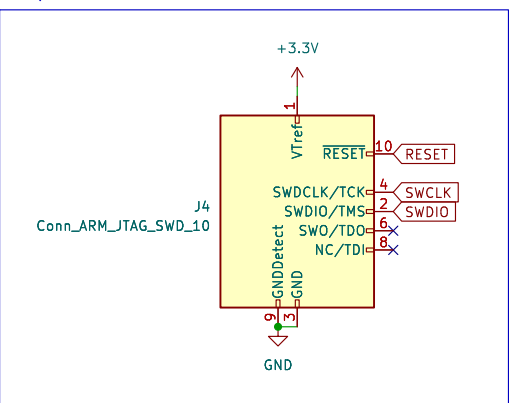 +3.3V
1
VTref
RESET
10
RESET
SWDCLK/TCK
4
SWCLK
J4
SWDIO/TMS
2
SWDIO
Conn_ARM_JTAG_SWD_10
SWO/TDO
6
NC/TDI
8
GNDDetect
GND
9
3
GND